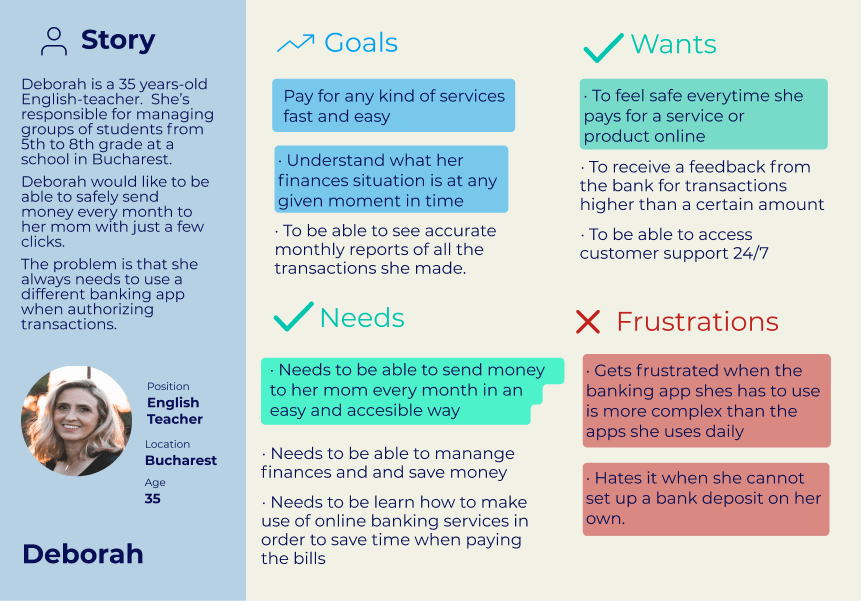 Story
Deborah is a 35 years-old
English-teacher. She's
responsible for managing
groups of students from
5th to 8th grade at a
school in Bucharest.
Deborah would like to be
able to safely send
money every month to
her mom with just a few
clicks.
The problem is that she
always needs to use a
different banking app
when authorizing
transactions.
Position
English
Teacher
Location
Bucharest
Age
35
Deborah
Goals
Pay for any kind of services
fast and easy
· Understand what her
finances situation is at any
given moment in time
· To be able to see accurate
monthly reports of all the
transactions she made.
Wants
· To feel safe everytime she
pays for a service or
product online
· To receive a feedback from
the bank for transactions
higher than a certain amount
· To be able to access
customer support 24/7
Needs
· Needs to be able to send money
to her mom every month in an
easy and accesible way
· Needs to be able to manange
finances and and save money
· Needs to be learn how to make
use of online banking services in
order to save time when paying
the bills
Frustrations
· Gets frustrated when the
banking app shes has to use
is more complex than the
apps she uses daily
· Hates it when she cannot
set up a bank deposit on her
own.